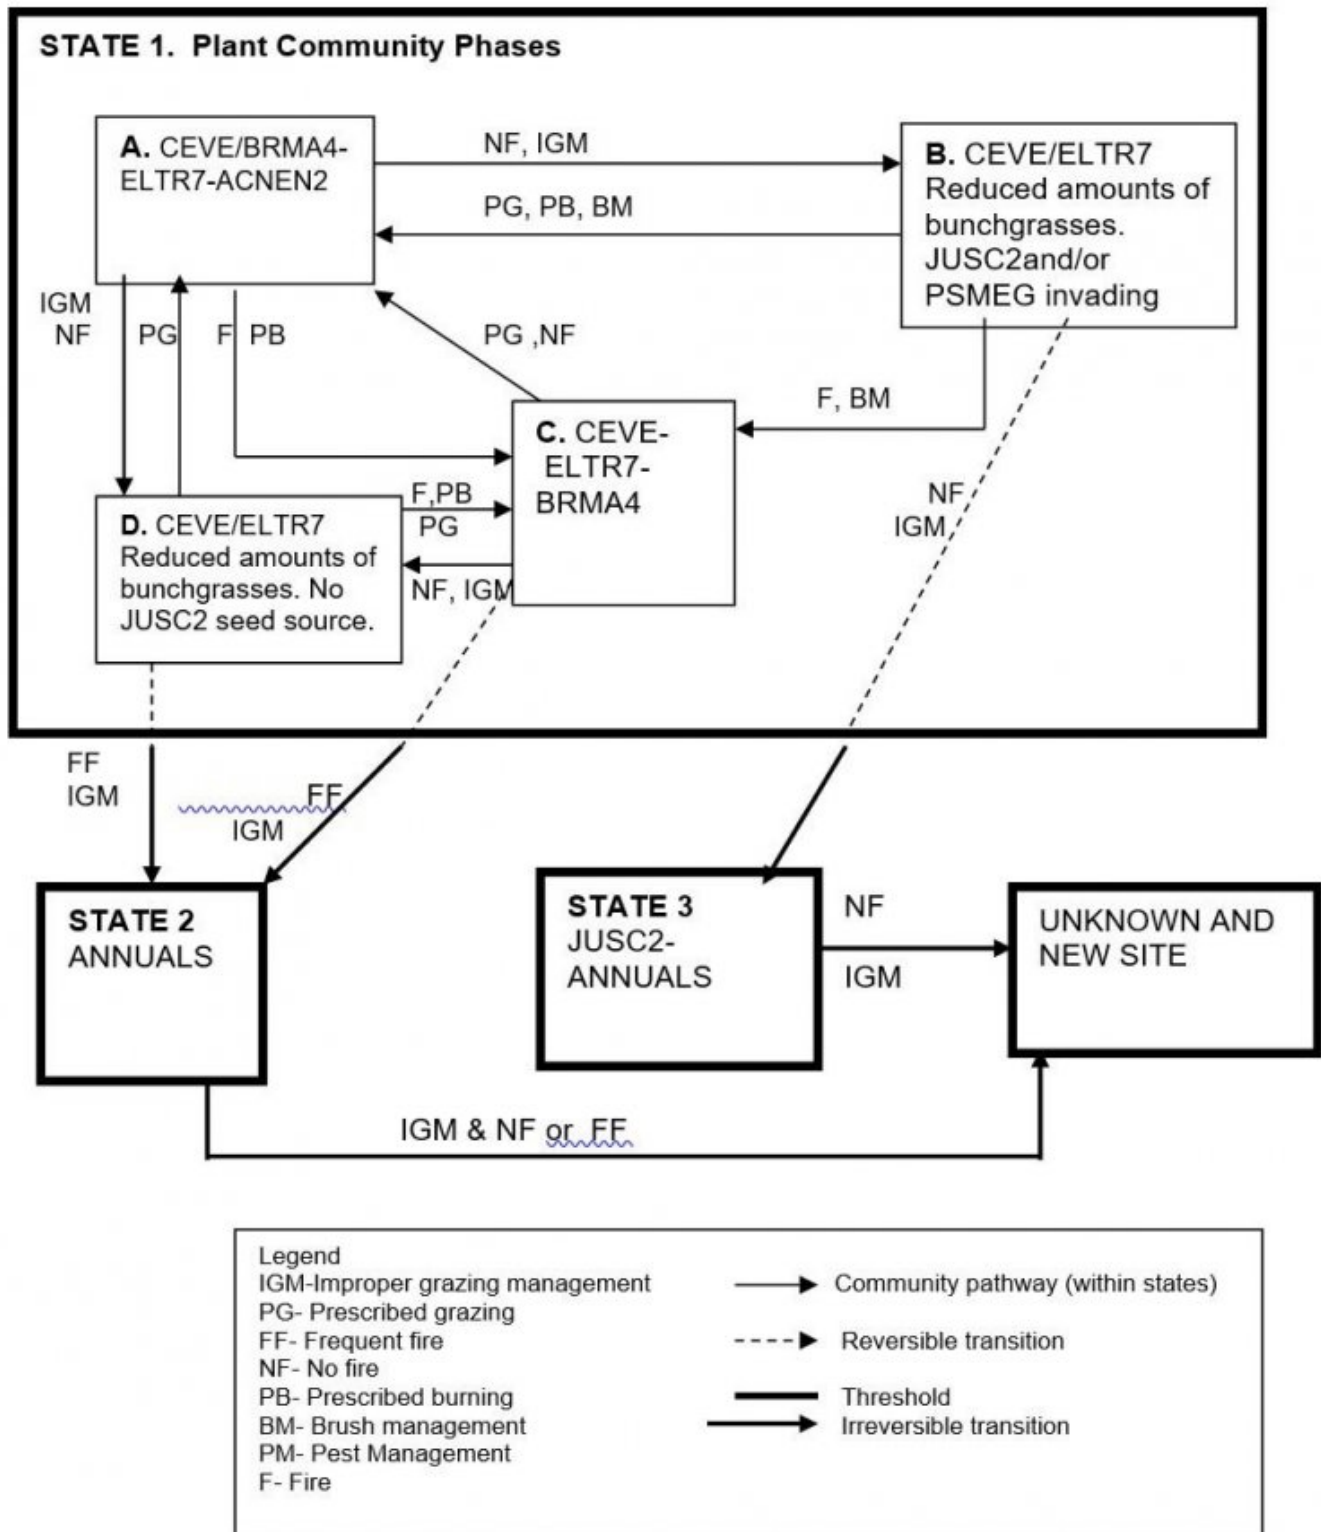 STATE 1. Plant Community Phases
A. CEVE/BRMA4-
ELTR7-ACNEN2
NF, IGM
PG, PB, BM
B. CEVE/ELTR7
Reduced amounts of
bunchgrasses.
JUSC2and/or
PSMEG invading
IGM
NF
PG
F
PB
PG ,NF
F, BM
C. CEVE-
ELTR7-
BRMA4
D. CEVE/ELTR7
Reduced amounts of
bunchgrasses. No
JUSC2 seed source.
F,PB
PG
NF, IGM
NF
IGM
FF
IGM
FF
IGM
STATE 2
ANNUALS
STATE 3
JUSC2-
ANNUALS
NF
IGM
UNKNOWN AND
NEW SITE
IGM & NF or FF
Legend
IGM-Improper grazing management
PG- Prescribed grazing
FF- Frequent fire
NF- No fire
PB- Prescribed burning
BM- Brush management
PM- Pest Management
F- Fire
Community pathway (within states)
Reversible transition
Threshold
Irreversible transition